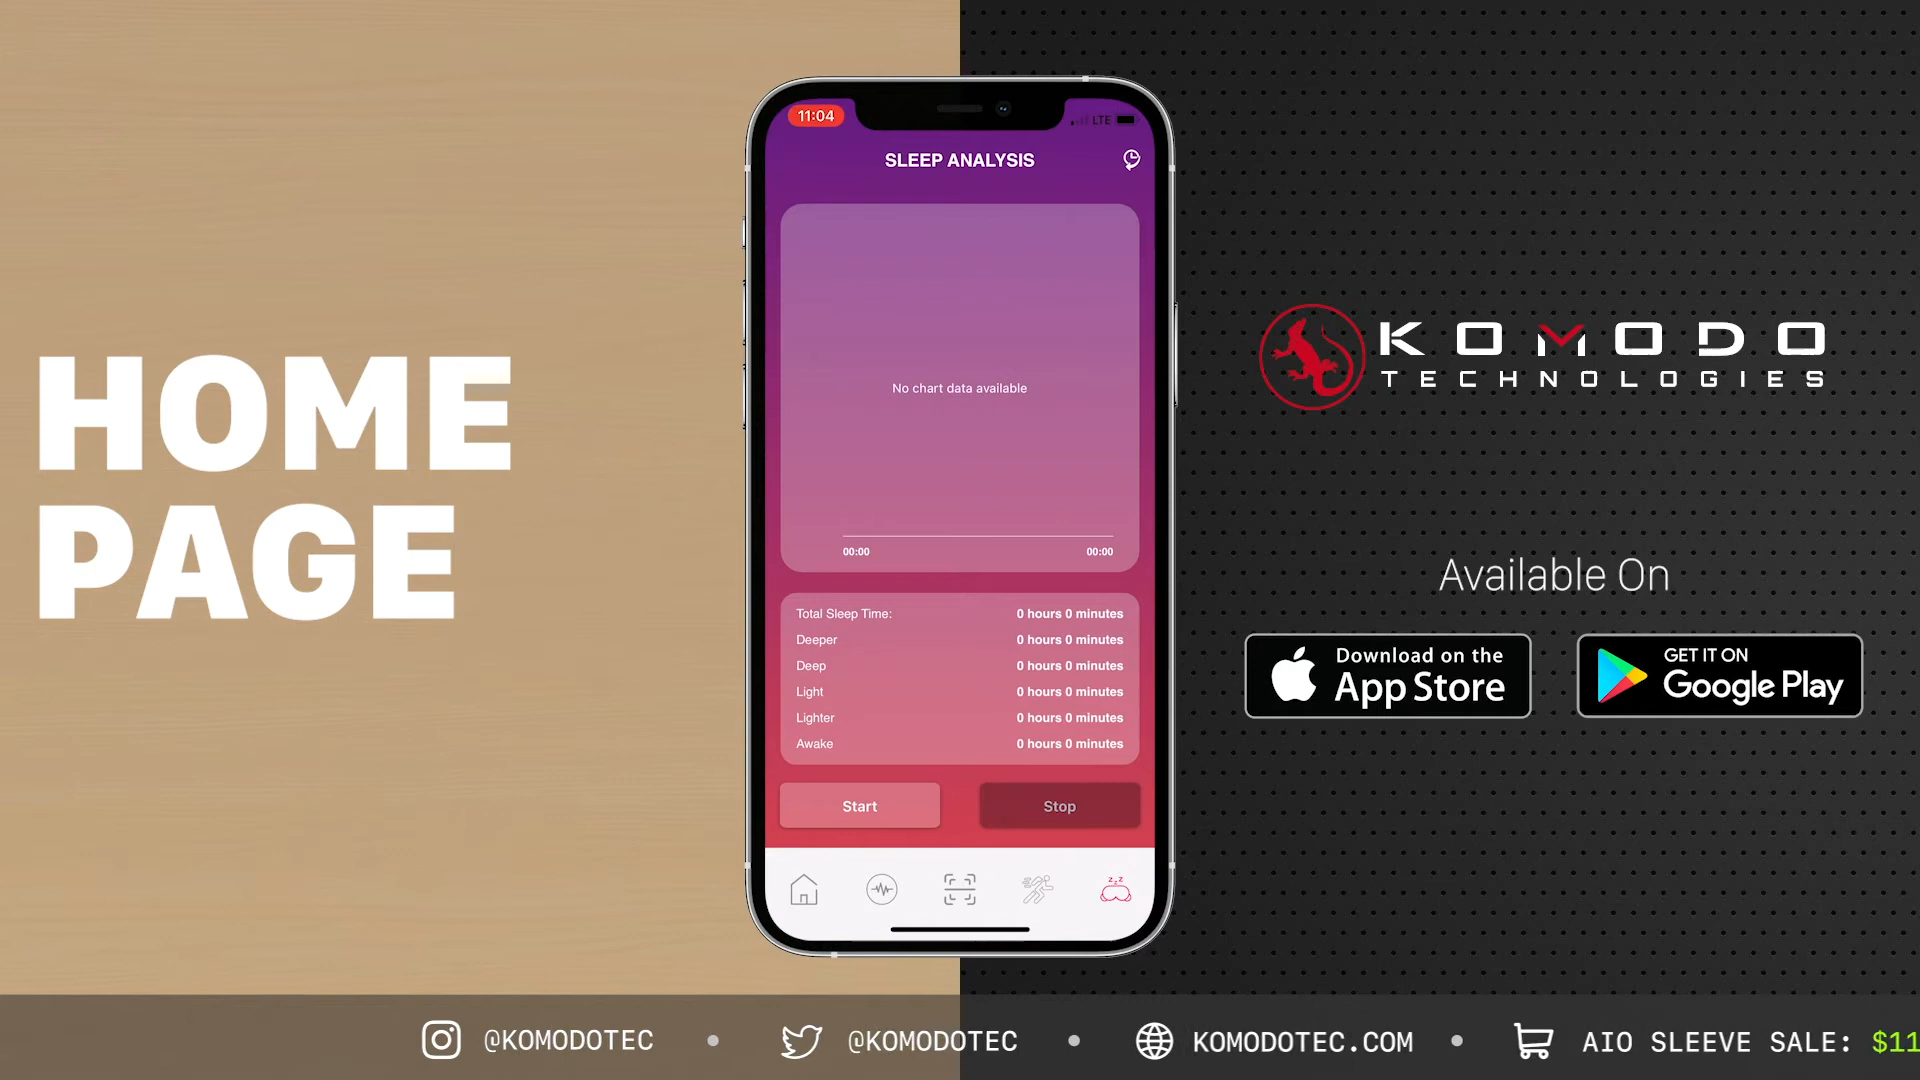 HOME
PAGE
11:04
LTE
SLEEP ANALYSIS
No chart data available
00:00 00:00
Total Sleep Time: 0 hours 0 minutes
Deeper 0 hours 0 minutes
Deep 0 hours 0 minutes
Light 0 hours 0 minutes
Lighter 0 hours 0 minutes
Awake 0 hours 0 minutes
Start Stop
KOMODO
TECHNOLOGIES
Available On
Download on the
App Store
GET IT ON
Google Play
@KOMODOTEC • @KOMODOTEC • KOMODOTEC.COM • AIO SLEEVE SALE: $11